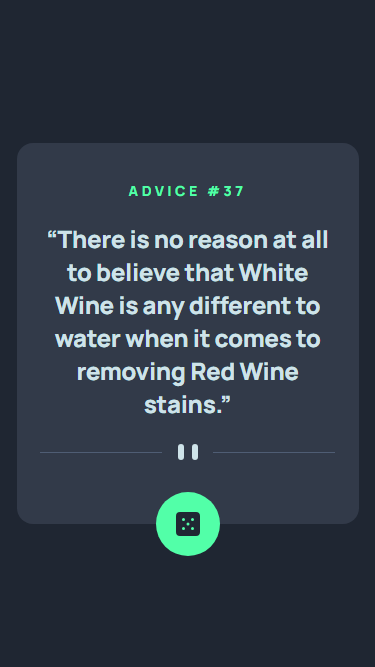 ADVICE #37
“There is no reason at all
to believe that White
Wine is any different to
water when it comes to
removing Red Wine
stains.”